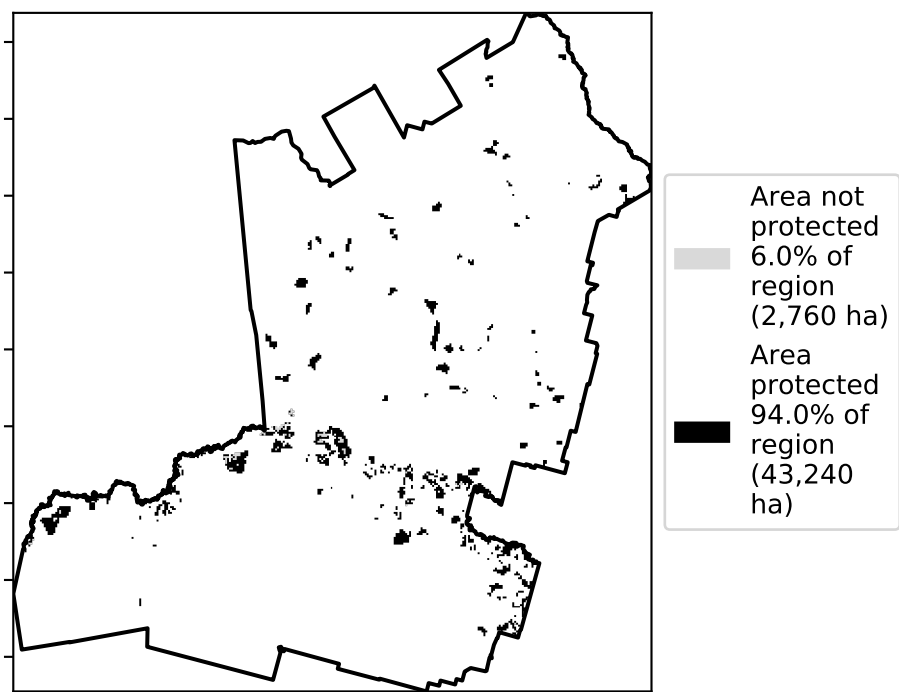 Area not
protected
6.0% of
region
(2,760 ha)
Area
protected
94.0% of
region
(43,240
ha)